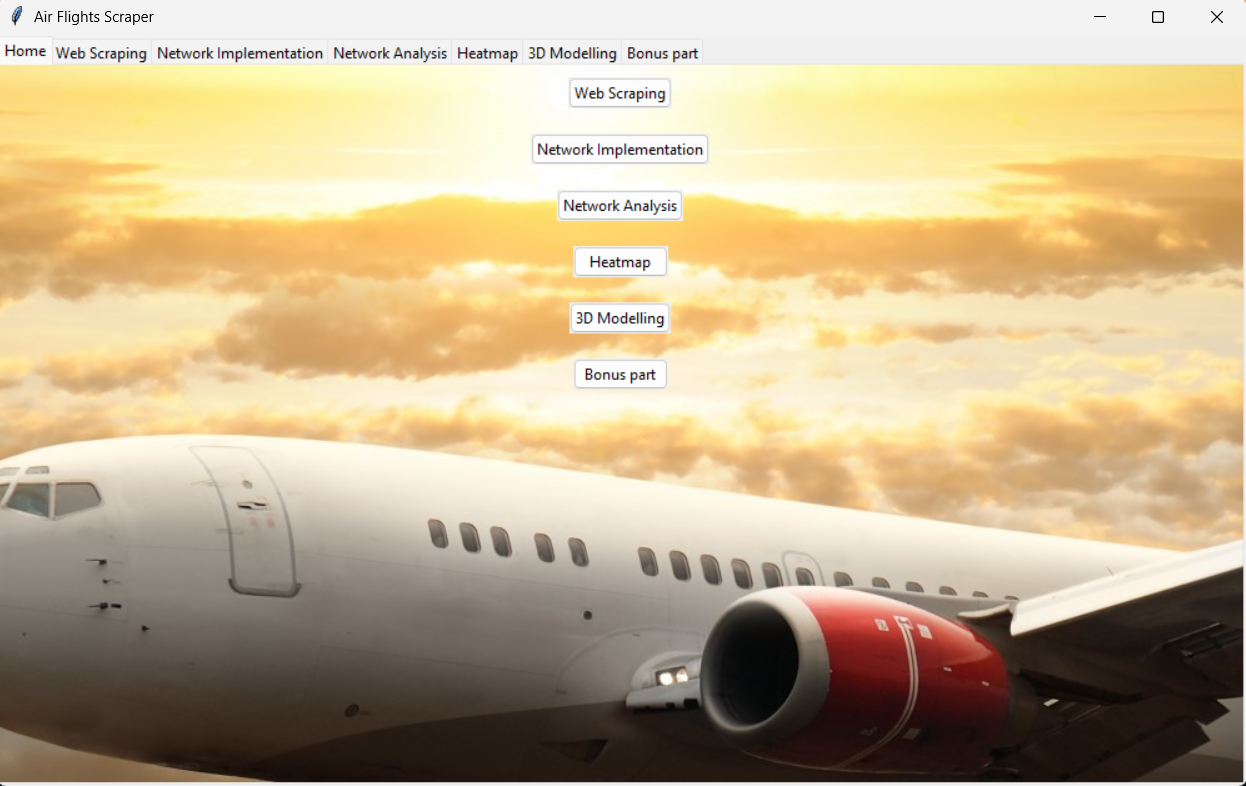 Air Flights Scraper
Home Web Scraping Network Implementation Network Analysis Heatmap 3D Modelling Bonus part
Web Scraping
Network Implementation
Network Analysis
Heatmap
3D Modelling
Bonus part